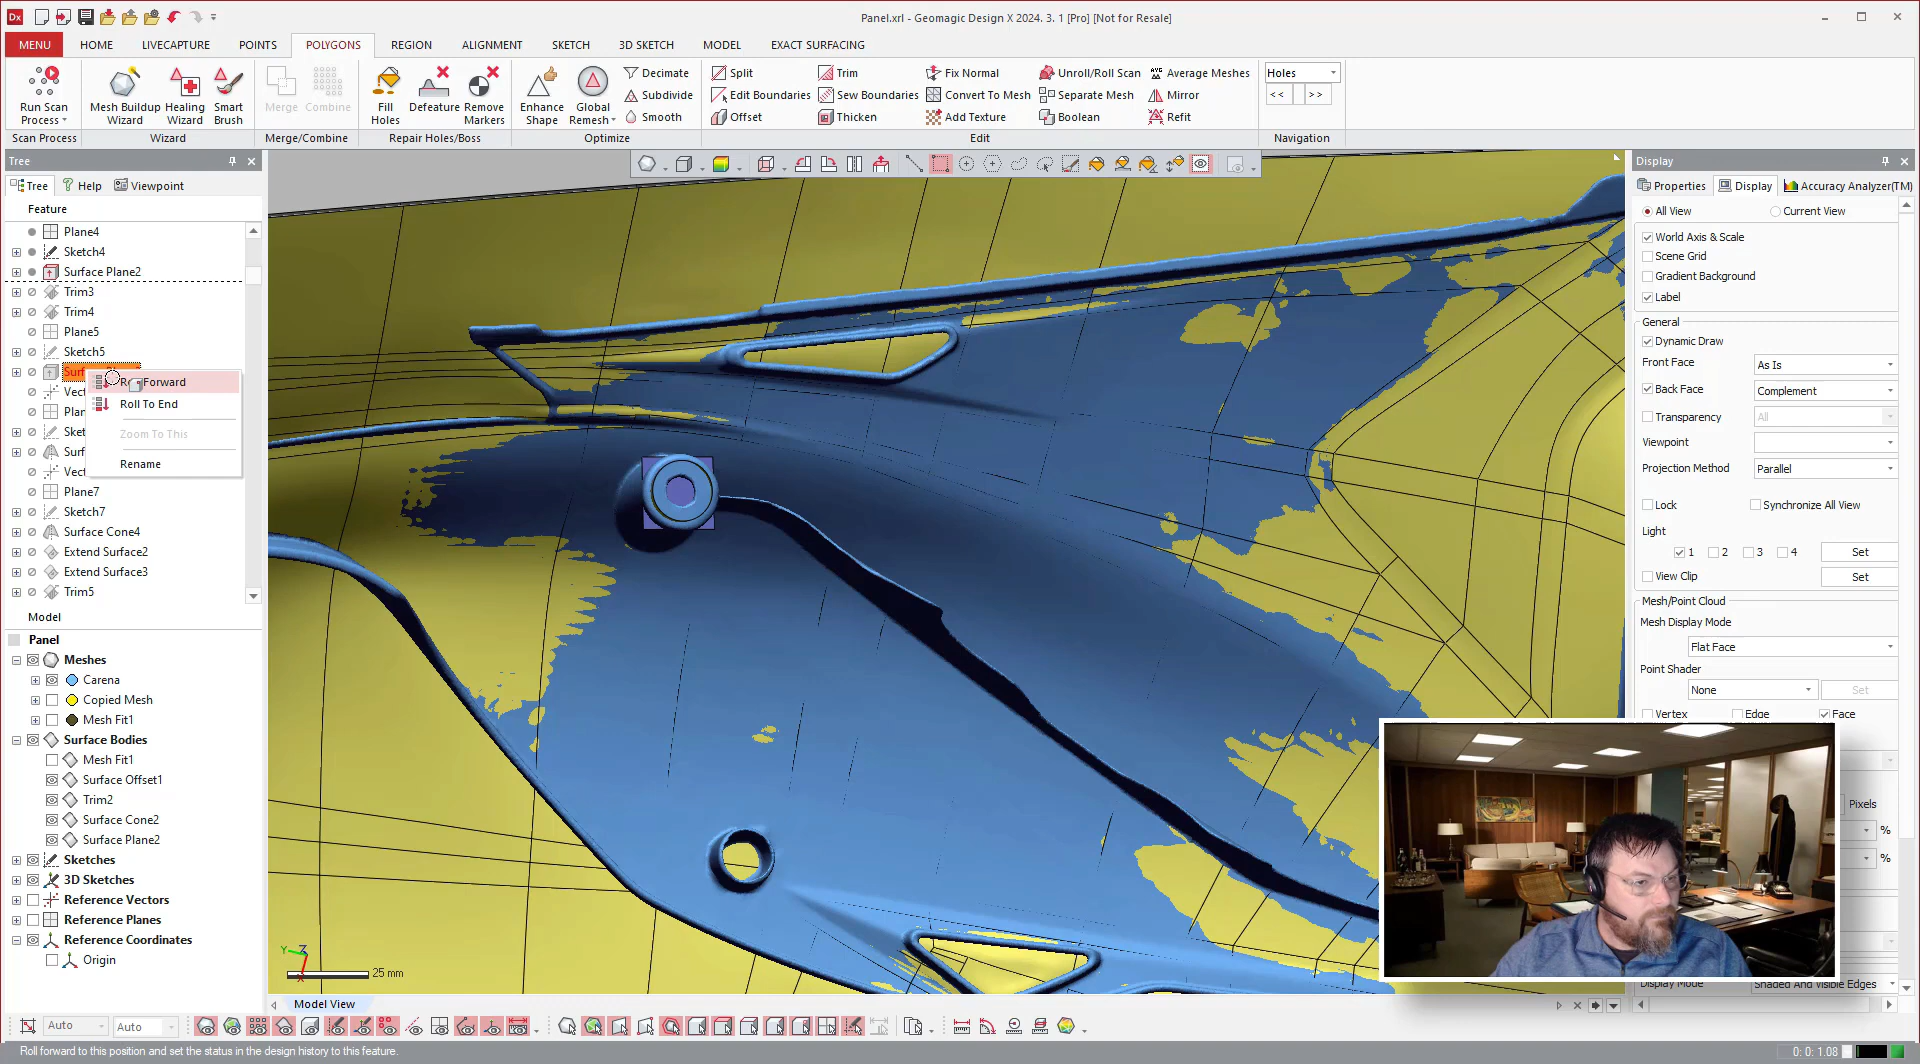 Panel.xrl - Geomagic Design X 2024. 3. 1 [Pro] [Not for Resale]
MENU HOME LIVECAPTURE POINTS POLYGONS REGION ALIGNMENT SKETCH 3D SKETCH MODEL EXACT SURFACING
Run Scan Process
Mesh Buildup Wizard
Healing Wizard
Smart Brush
Merge
Combine
Fill Holes
Defeature
Remove Markers
Enhance Shape
Global Remesh
Decimate
Subdivide
Smooth
Split
Edit Boundaries
Offset
Trim
Sew Boundaries
Thicken
Fix Normal
Convert To Mesh
Add Texture
Unroll/Roll Scan
Separate Mesh
Boolean
Average Meshes
Mirror
Refit
Holes
<< >>
Scan Process Wizard Merge/Combine Repair Holes/Boss Optimize Edit Navigation
Tree
Tree Help Viewpoint
Feature
Plane4
Sketch4
Surface Plane2
Trim3
Trim4
Plane5
Sketch5
Surf
Vect
Plan
Sket
Surf
Vect
Plane7
Sketch7
Surface Cone4
Extend Surface2
Extend Surface3
Trim5
Forward
Roll To End
Zoom To This
Rename
Model
Panel
Meshes
Carena
Copied Mesh
Mesh Fit1
Surface Bodies
Mesh Fit1
Surface Offset1
Trim2
Surface Cone2
Surface Plane2
Sketches
3D Sketches
Reference Vectors
Reference Planes
Reference Coordinates
Origin
Y Z
X
25 mm
Model View
Display
Properties Display Accuracy Analyzer(TM)
All View Current View
World Axis & Scale
Scene Grid
Gradient Background
Label
General
Dynamic Draw
Front Face As Is
Back Face Complement
Transparency All
Viewpoint
Projection Method Parallel
Lock Synchronize All View
Light
1 2 3 4 Set
View Clip Set
Mesh/Point Cloud
Mesh Display Mode
Flat Face
Point Shader
None Set
Vertex Edge Face
Pixels
%
%
Display Mode Shaded And Visible Edges
Auto Auto
Roll forward to this position and set the status in the design history to this feature.
0: 0: 1.08